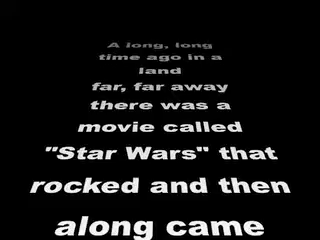 A long, long
time ago in a
land
far, far away
there was a
movie called
"Star Wars" that
rocked and then
along came